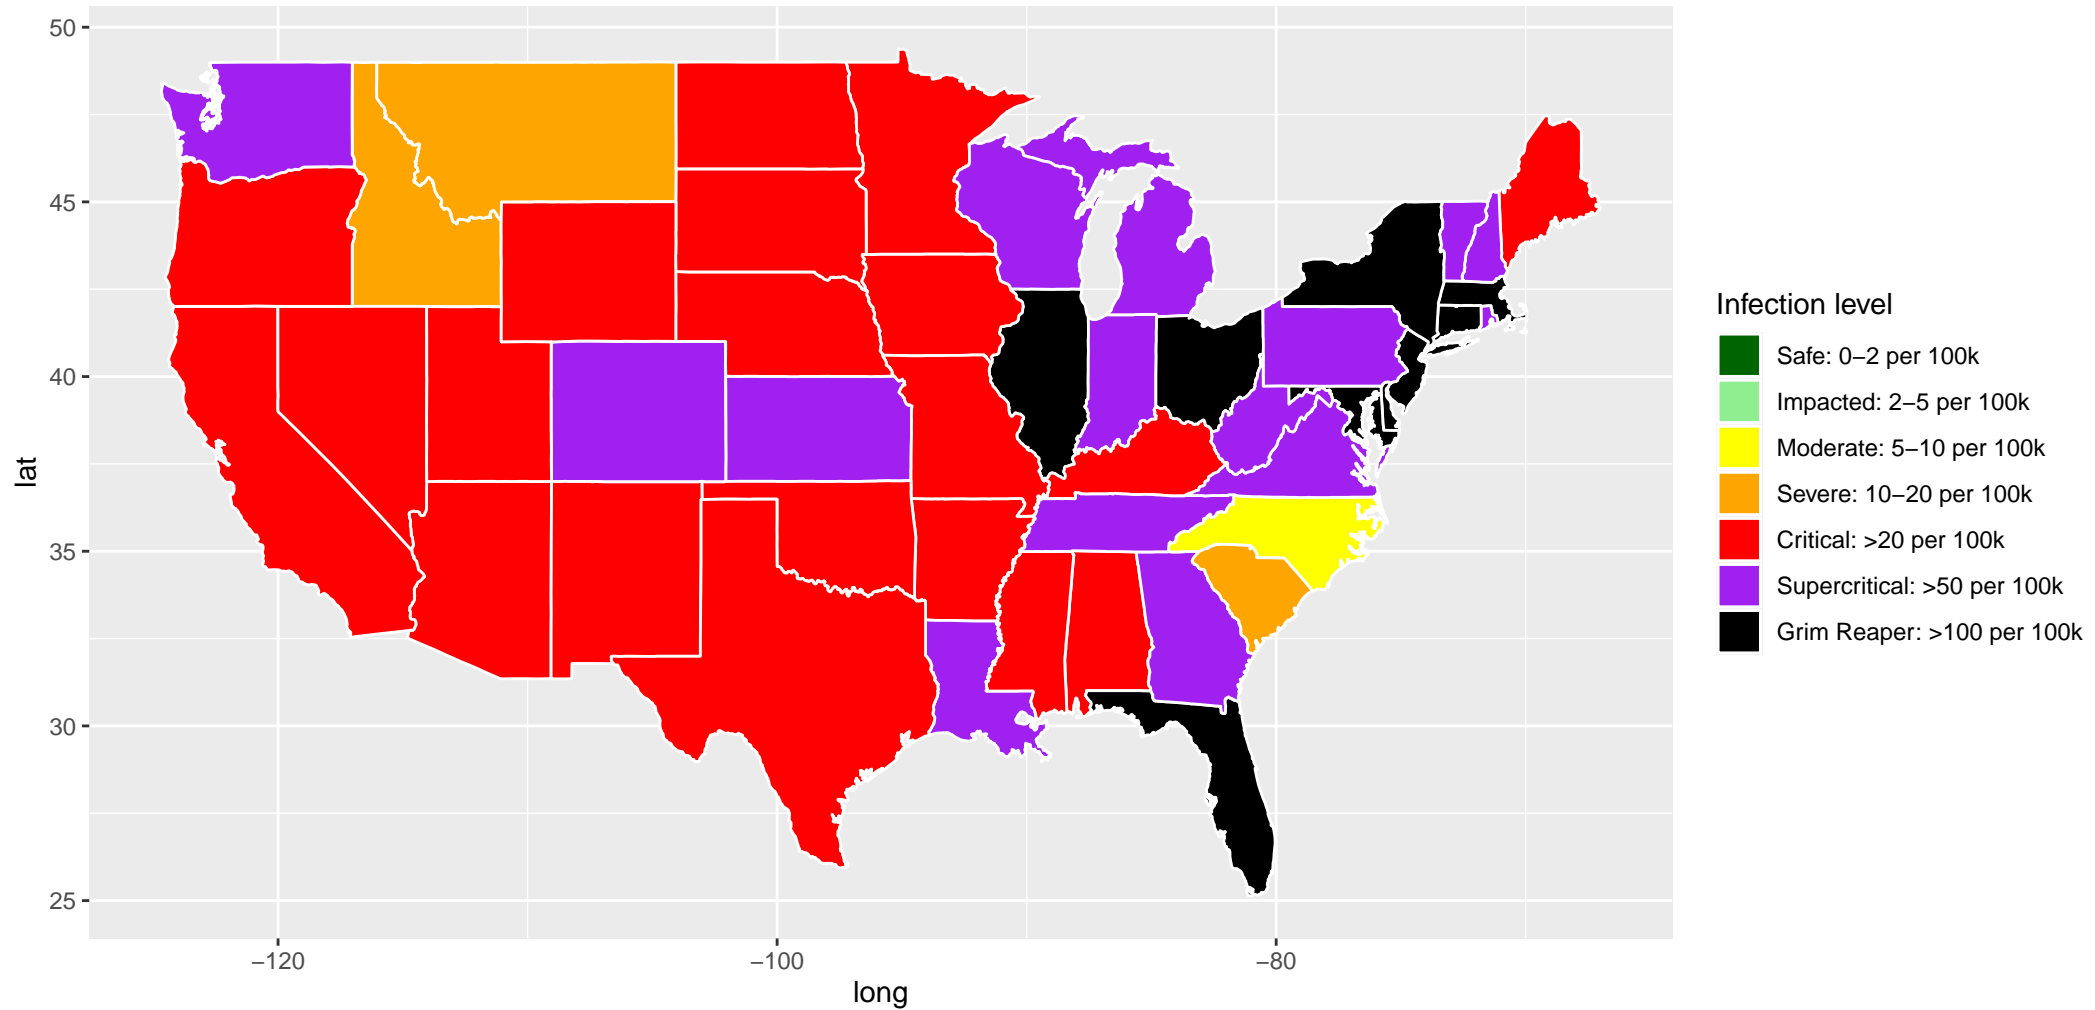 50
45
40
35
30
25
lat
−120
−100
−80
long
Infection level
Safe: 0−2 per 100k
Impacted: 2−5 per 100k
Moderate: 5−10 per 100k
Severe: 10−20 per 100k
Critical: >20 per 100k
Supercritical: >50 per 100k
Grim Reaper: >100 per 100k